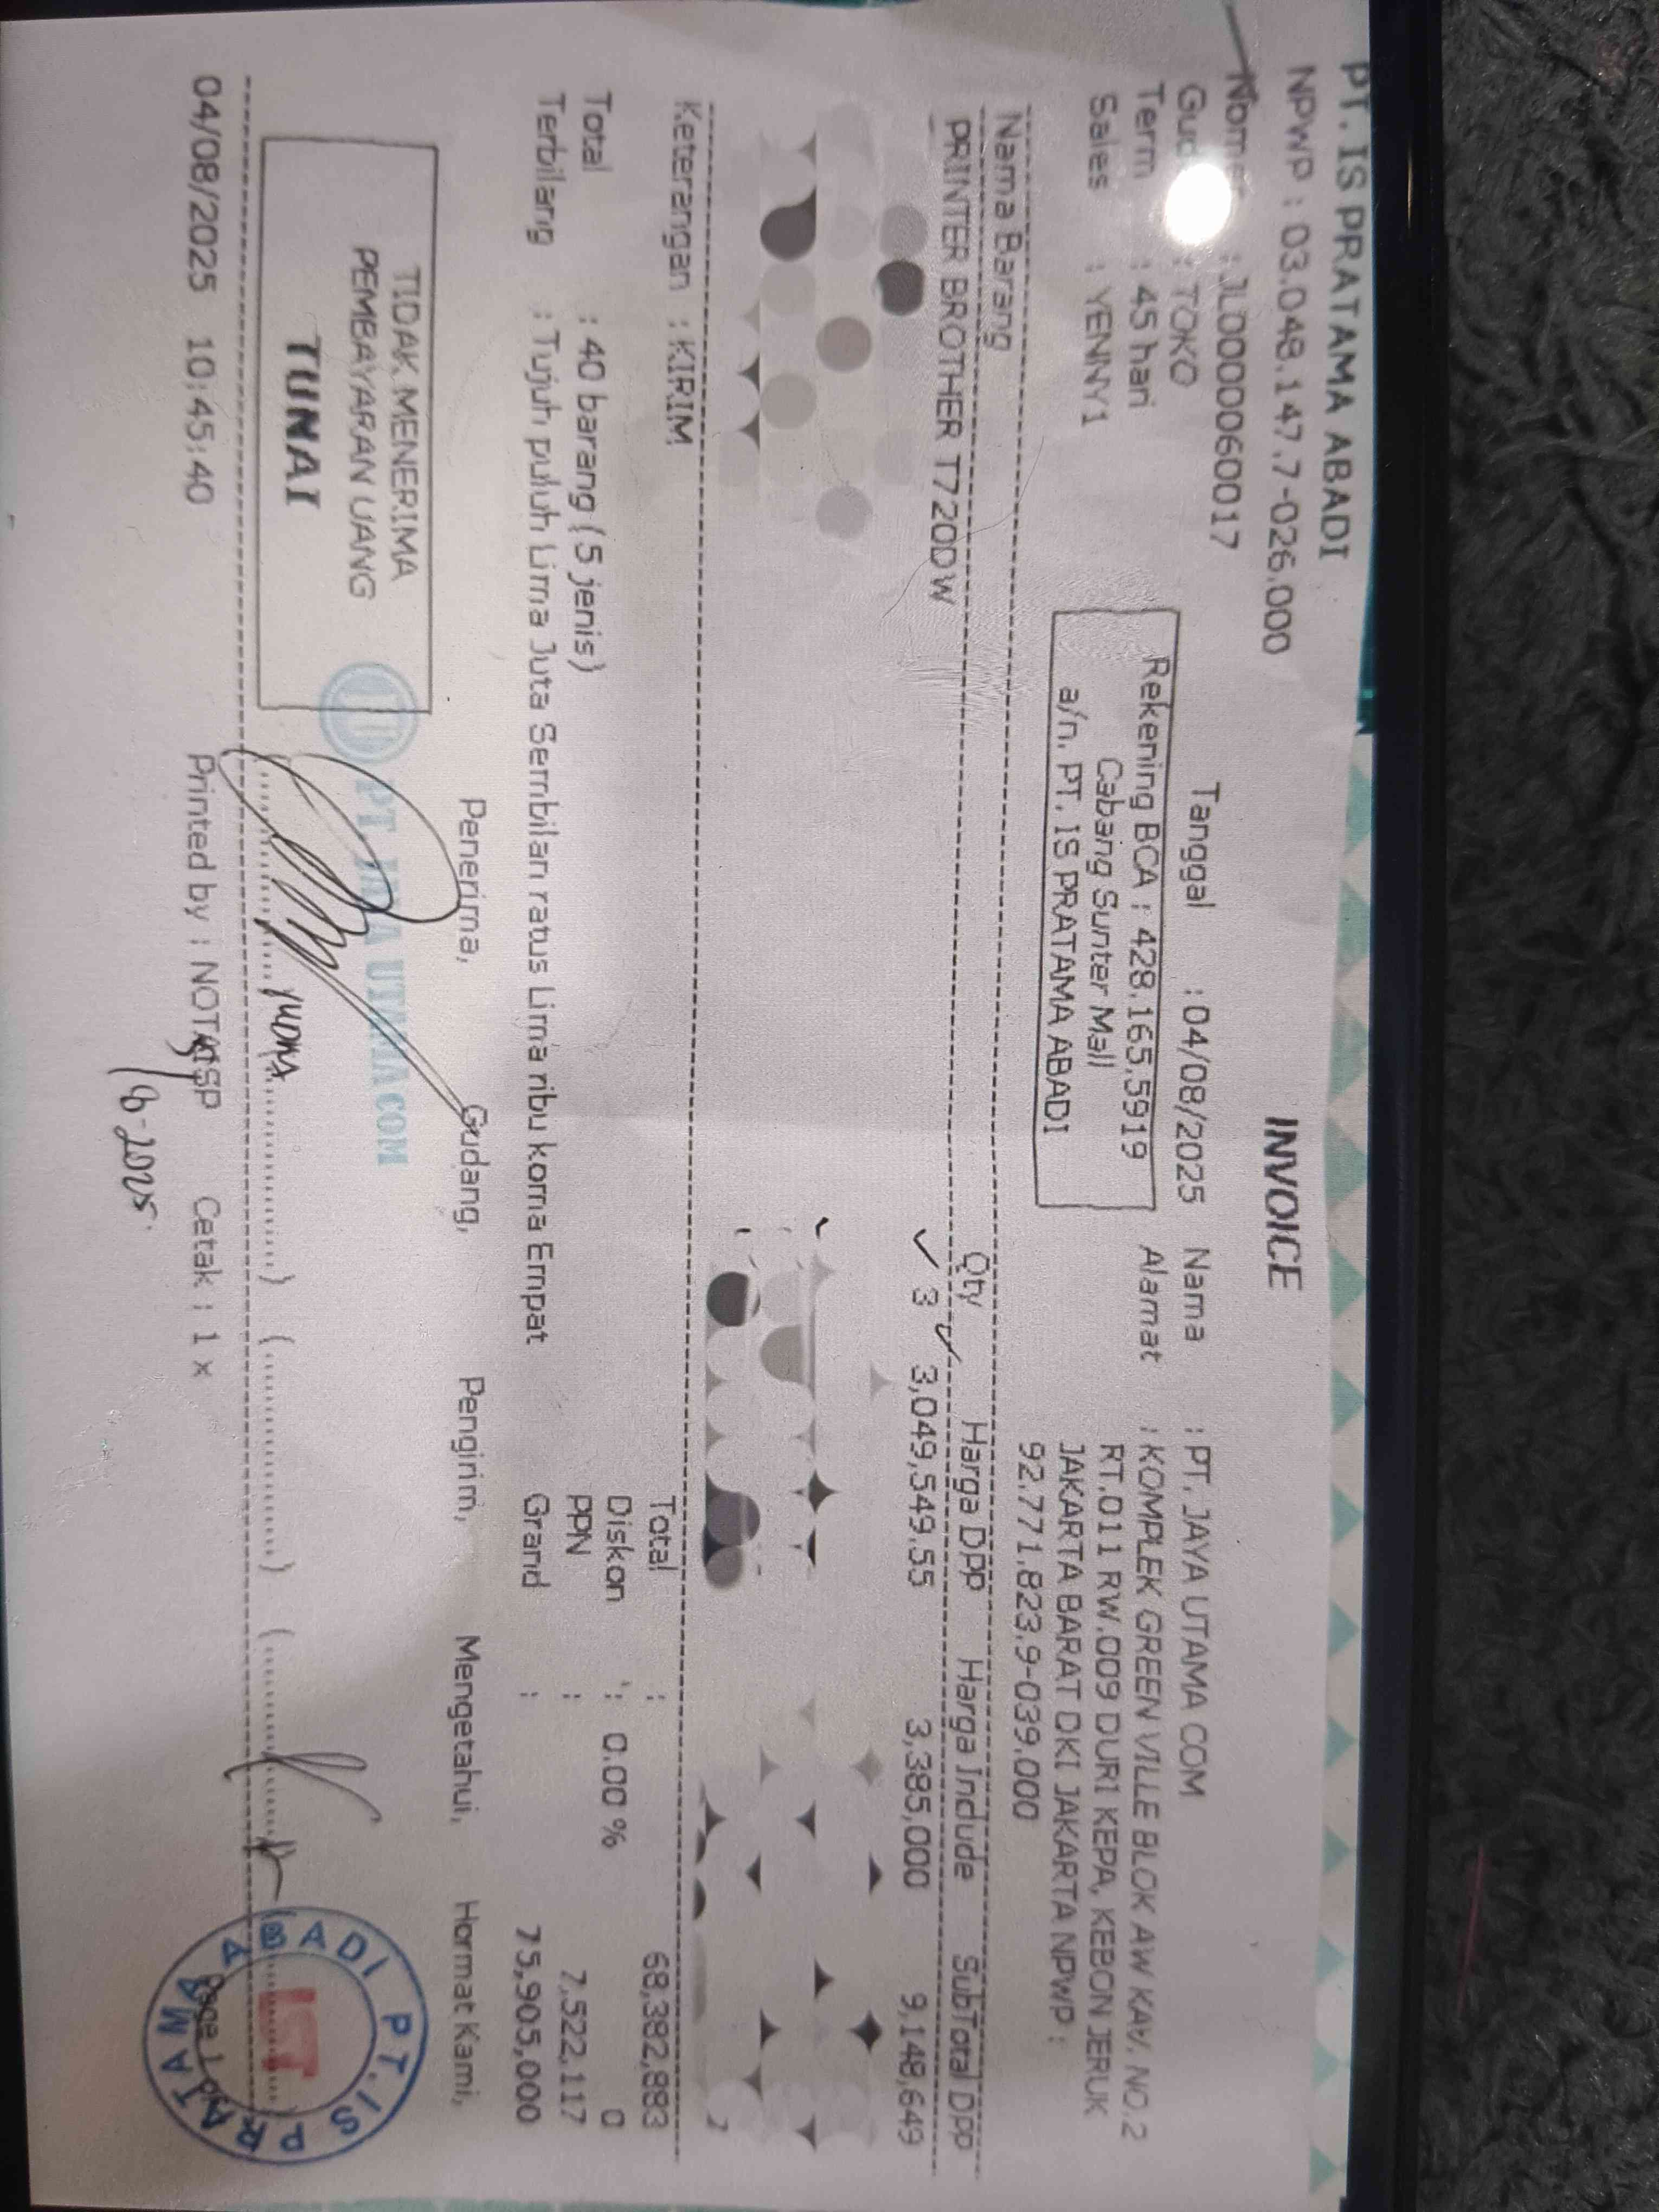 PT. IS PRATAMA ABADI
NPWP : 03.048.147.7-026.000
INVOICE
Nomer : JL0000060017
Tanggal : 04/08/2025
Nama : PT. JAYA UTAMA COM
: TOKO
Rekening BCA : 428.165.5919
Cabang Sunter Mall
a/n. PT. IS PRATAMA ABADI
Alamat : KOMPLEK GREEN VILLE BLOK AW KAV. NO.2
RT.011 RW.009 DURI KEPA, KEBON JERUK
JAKARTA BARAT DKI JAKARTA NPWP :
92.771.823.9-039.000
Term : 45 hari
Sales : YENNY1
Nama Barang Qty Harga DPP Harga Include SubTotal DPP
PRINTER BROTHER T720DW 3 3,049,549.55 3,385,000 9,148,649
Keterangan : KIRIM
Total : 68,382,883
Diskon : 0.00 % 0
Total : 40 barang (5 jenis)
PPN : 7,522,117
Terbilang : Tujuh puluh Lima Juta Sembilan ratus Lima ribu koma Empat
Grand : 75,905,000
Penerima, Gudang, Pengirim, Mengetahui, Hormat Kami,
TIDAK MENERIMA
PEMBAYARAN UANG
TUNAI
PT. JAYA UTAMA COM
PT. IS PRATAMA ABADI
IST
04/08/2025 10:45:40 Printed by : NOTAISP Cetak : 1 x